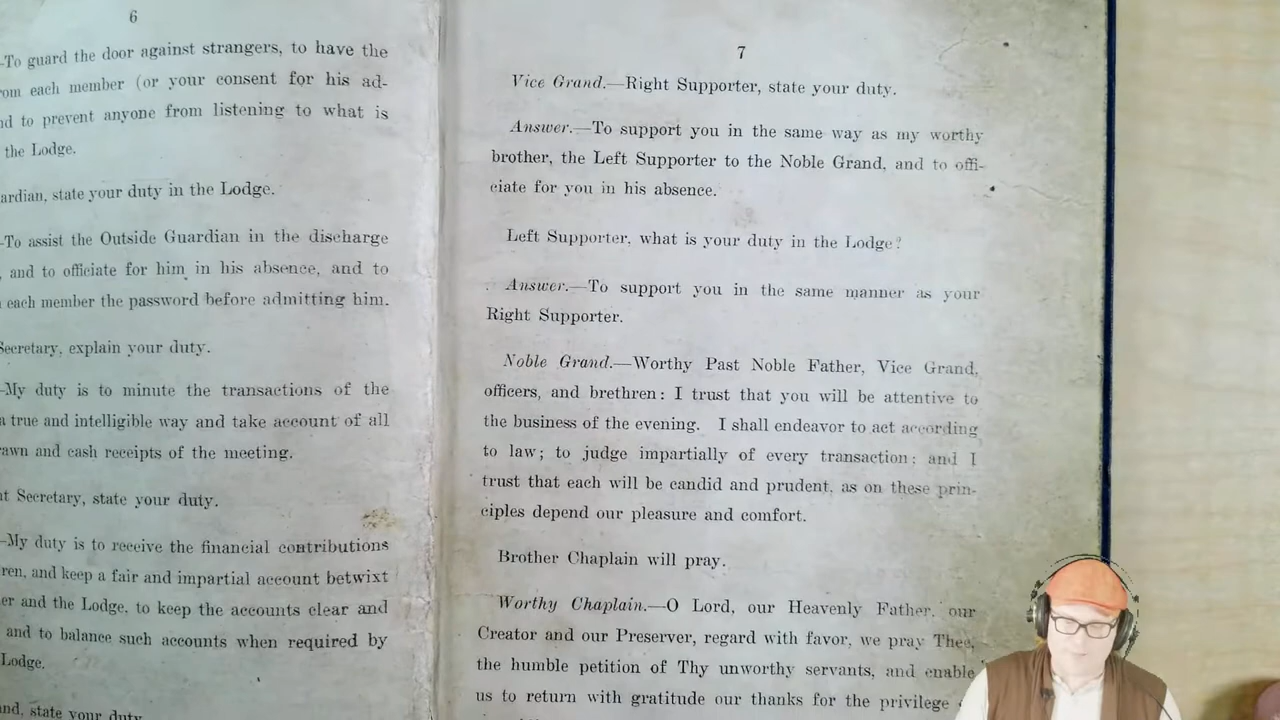 6
-To guard the door against strangers, to have the
from each member (or your consent for his ad-
and to prevent anyone from listening to what is
the Lodge.
ardian, state your duty in the Lodge.
-To assist the Outside Guardian in the discharge
, and to officiate for him in his absence, and to
each member the password before admitting him.
Secretary, explain your duty.
-My duty is to minute the transactions of the
a true and intelligible way and take account of all
awn and cash receipts of the meeting.
nt Secretary, state your duty.
-My duty is to receive the financial contributions
ren, and keep a fair and impartial account betwixt
er and the Lodge, to keep the accounts clear and
and to balance such accounts when required by
Lodge.
and, state your duty
7
Vice Grand.—Right Supporter, state your duty.
Answer.—To support you in the same way as my worthy
brother, the Left Supporter to the Noble Grand, and to offi-
ciate for you in his absence.
Left Supporter, what is your duty in the Lodge?
Answer.—To support you in the same manner as your
Right Supporter.
Noble Grand.—Worthy Past Noble Father, Vice Grand,
officers, and brethren: I trust that you will be attentive to
the business of the evening. I shall endeavor to act according
to law; to judge impartially of every transaction; and I
trust that each will be candid and prudent, as on these prin-
ciples depend our pleasure and comfort.
Brother Chaplain will pray.
Worthy Chaplain.—O Lord, our Heavenly Father, our
Creator and our Preserver, regard with favor, we pray Thee,
the humble petition of Thy unworthy servants, and enable
us to return with gratitude our thanks for the privilege